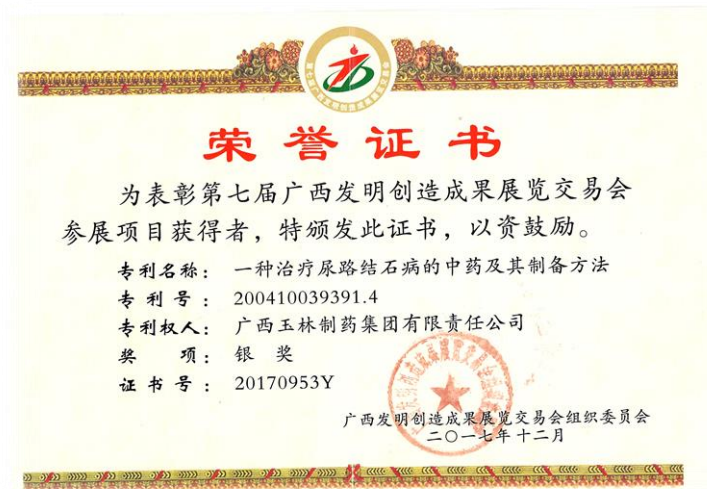 荣誉证书
为表彰第七届广西发明创造成果展览交易会
参展项目获得者，特颁发此证书，以资鼓励。
专利名称：一种治疗尿路结石病的中药及其制备方法
专利号：200410039391.4
专利权人：广西玉林制药集团有限责任公司
奖项：银奖
证书号：20170953Y
广西发明创造成果展览交易会组织委员会
二〇一七年十二月